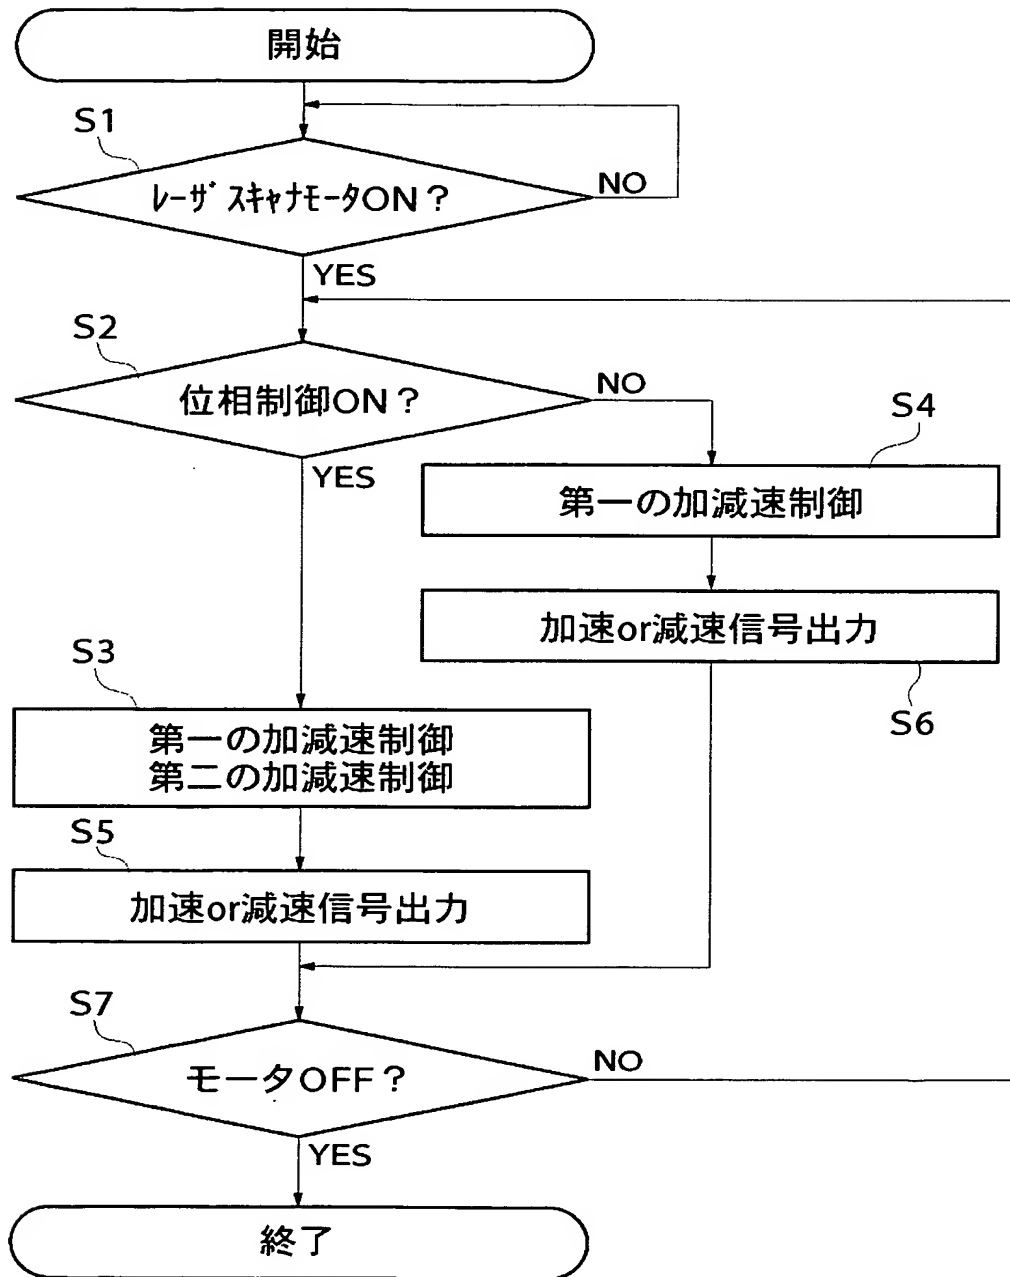 開始
S1
レーザスキャナモータON？
NO
YES
S2
位相制御ON？
NO
YES
S4
第一の加減速制御
加速or減速信号出力
S6
S3
第一の加減速制御
第二の加減速制御
S5
加速or減速信号出力
S7
モータOFF？
NO
YES
終了